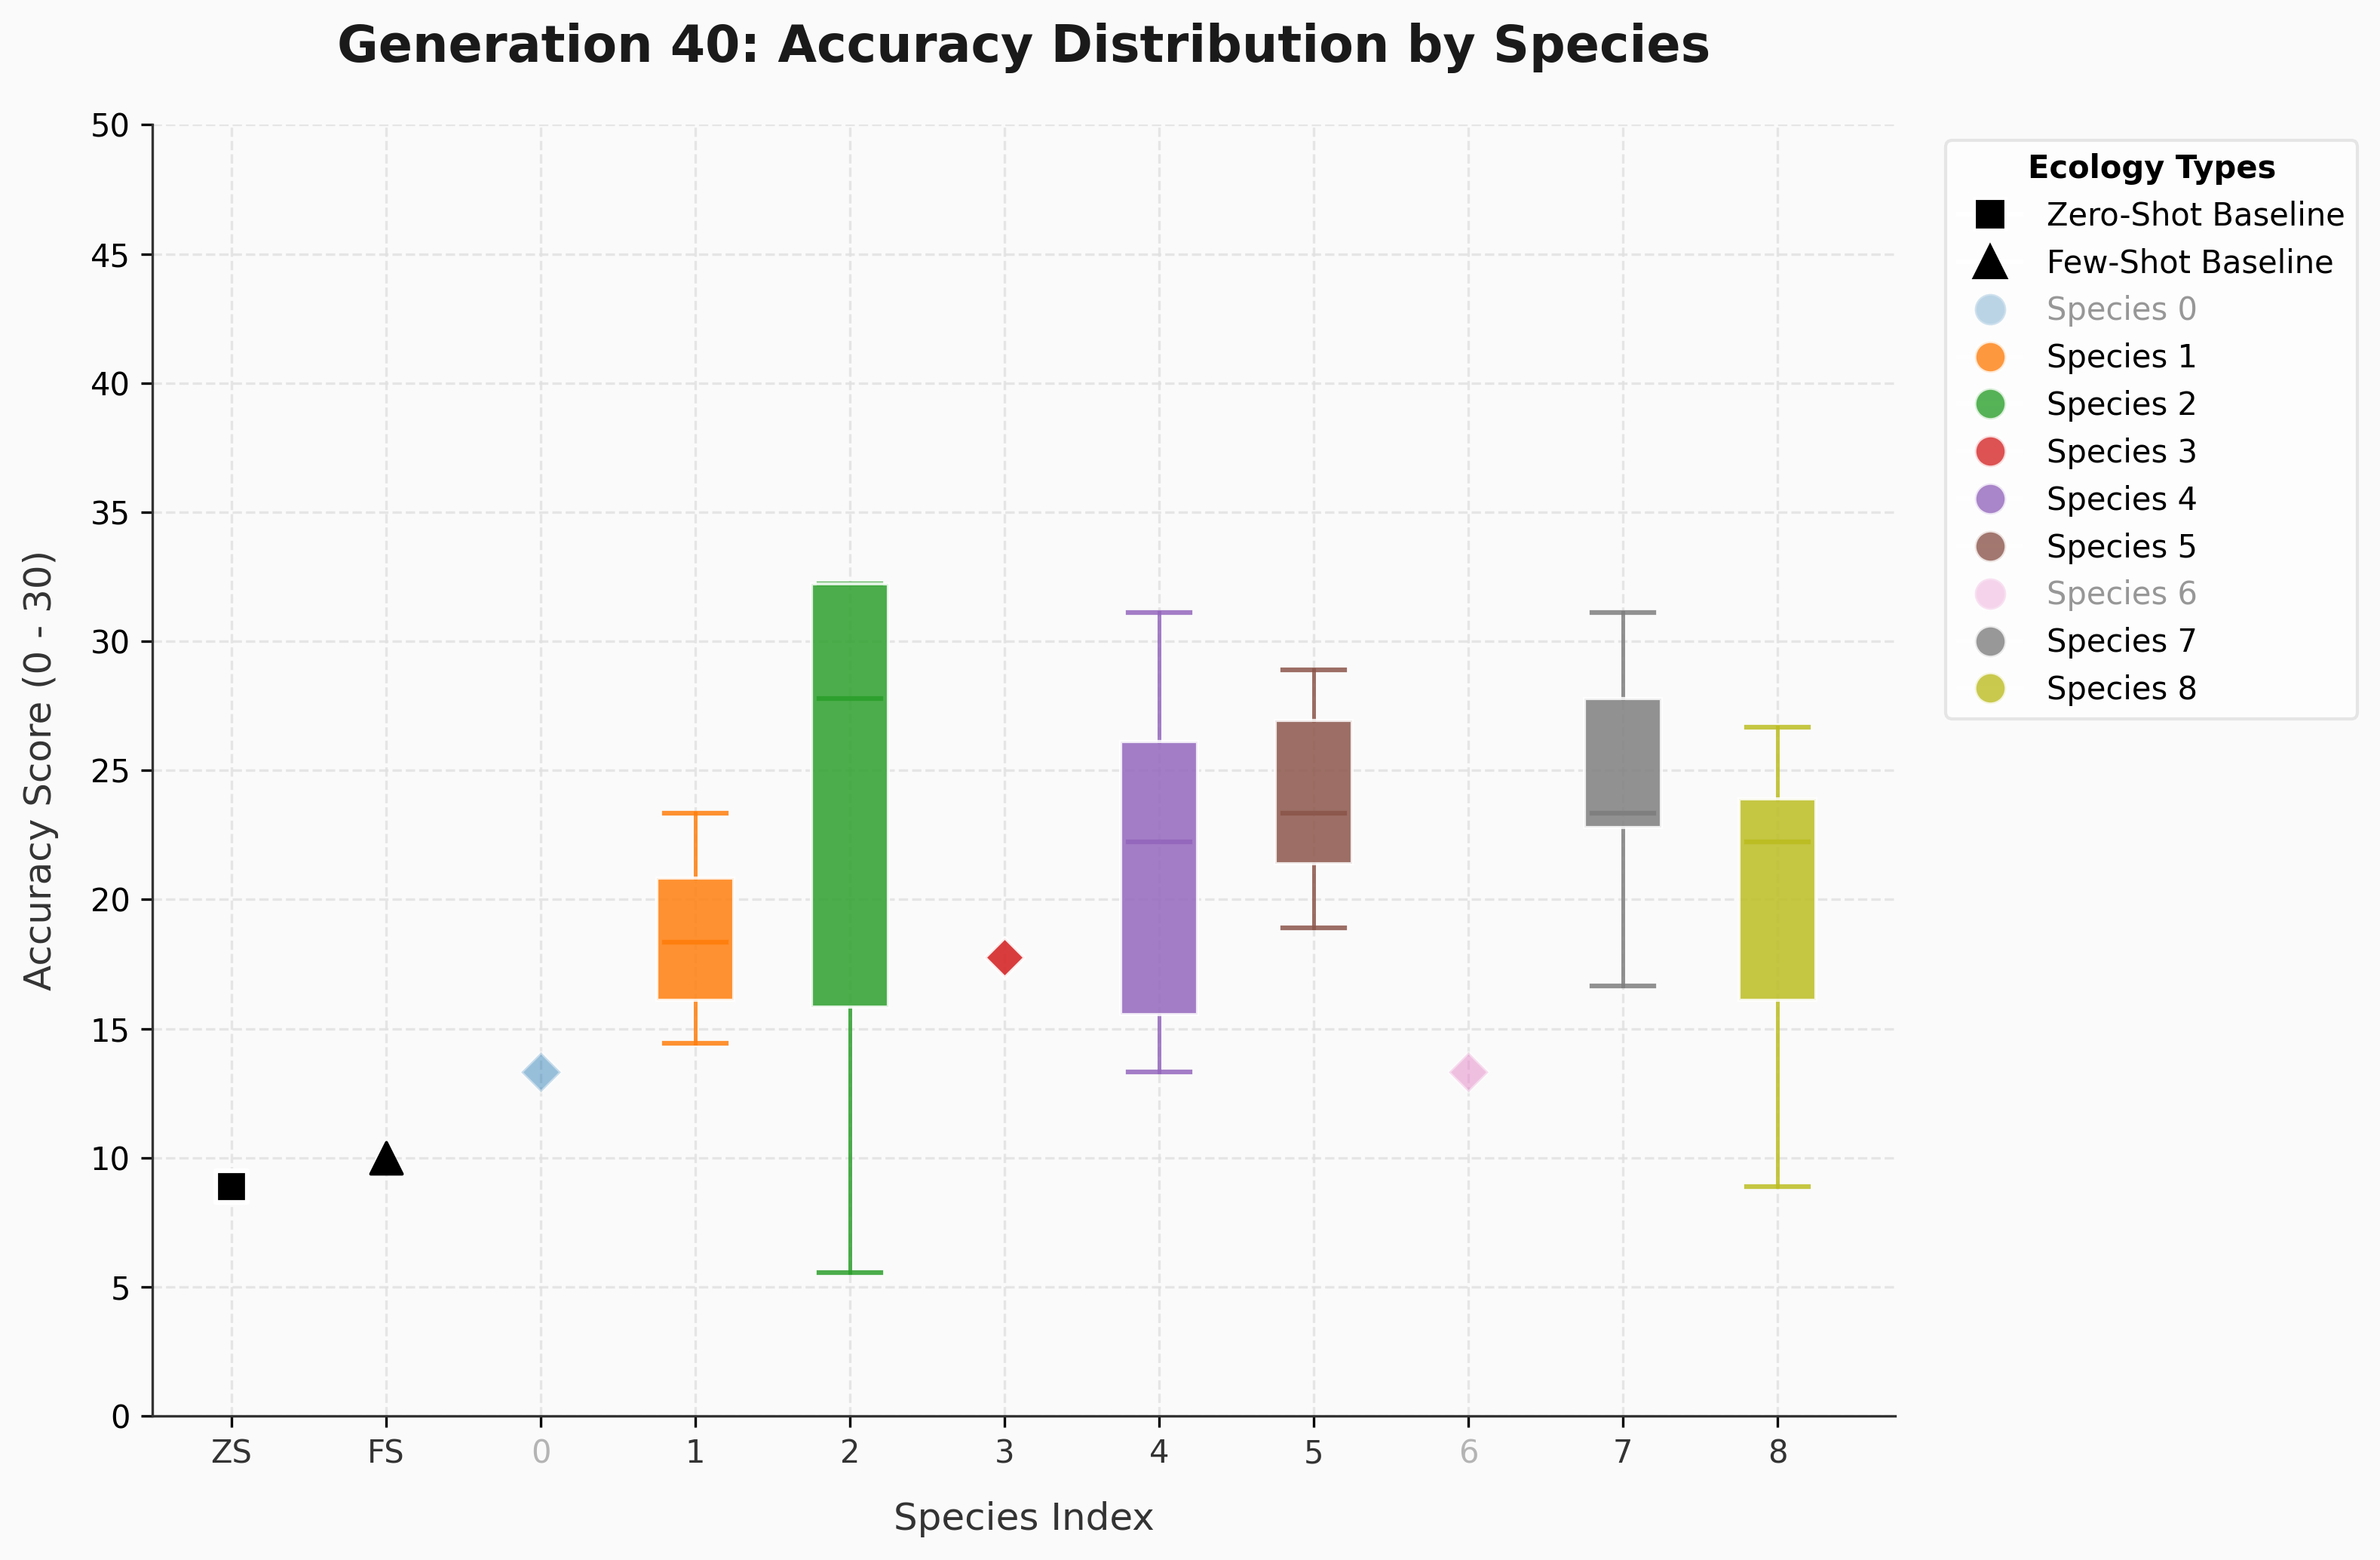 Generation 40: Accuracy Distribution by Species
50
45
40
35
30
25
20
15
10
5
0
Accuracy Score (0 - 30)
ZS
FS
0
1
2
3
4
5
6
7
8
Species Index
Ecology Types
Zero-Shot Baseline
Few-Shot Baseline
Species 0
Species 1
Species 2
Species 3
Species 4
Species 5
Species 6
Species 7
Species 8